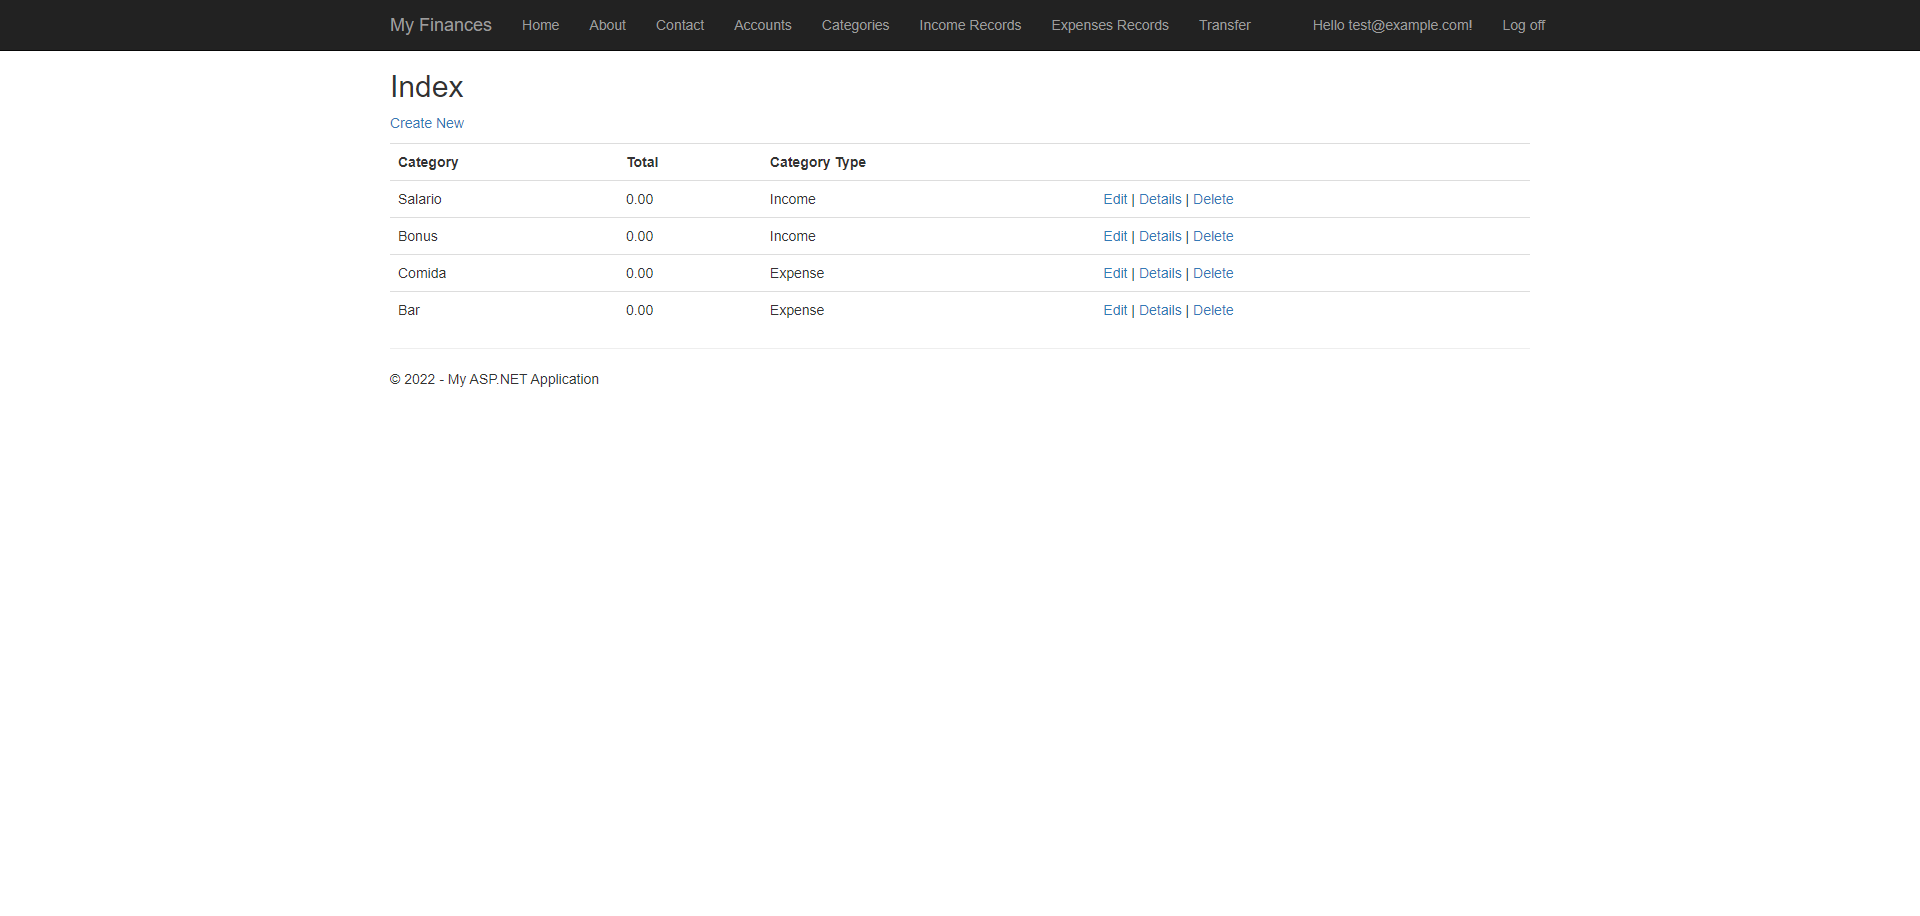 My Finances Home About Contact Accounts Categories Income Records Expenses Records Transfer Hello test@example.com! Log off
Index
Create New
Category Total Category Type
Salario 0.00 Income Edit | Details | Delete
Bonus 0.00 Income Edit | Details | Delete
Comida 0.00 Expense Edit | Details | Delete
Bar 0.00 Expense Edit | Details | Delete
© 2022 - My ASP.NET Application